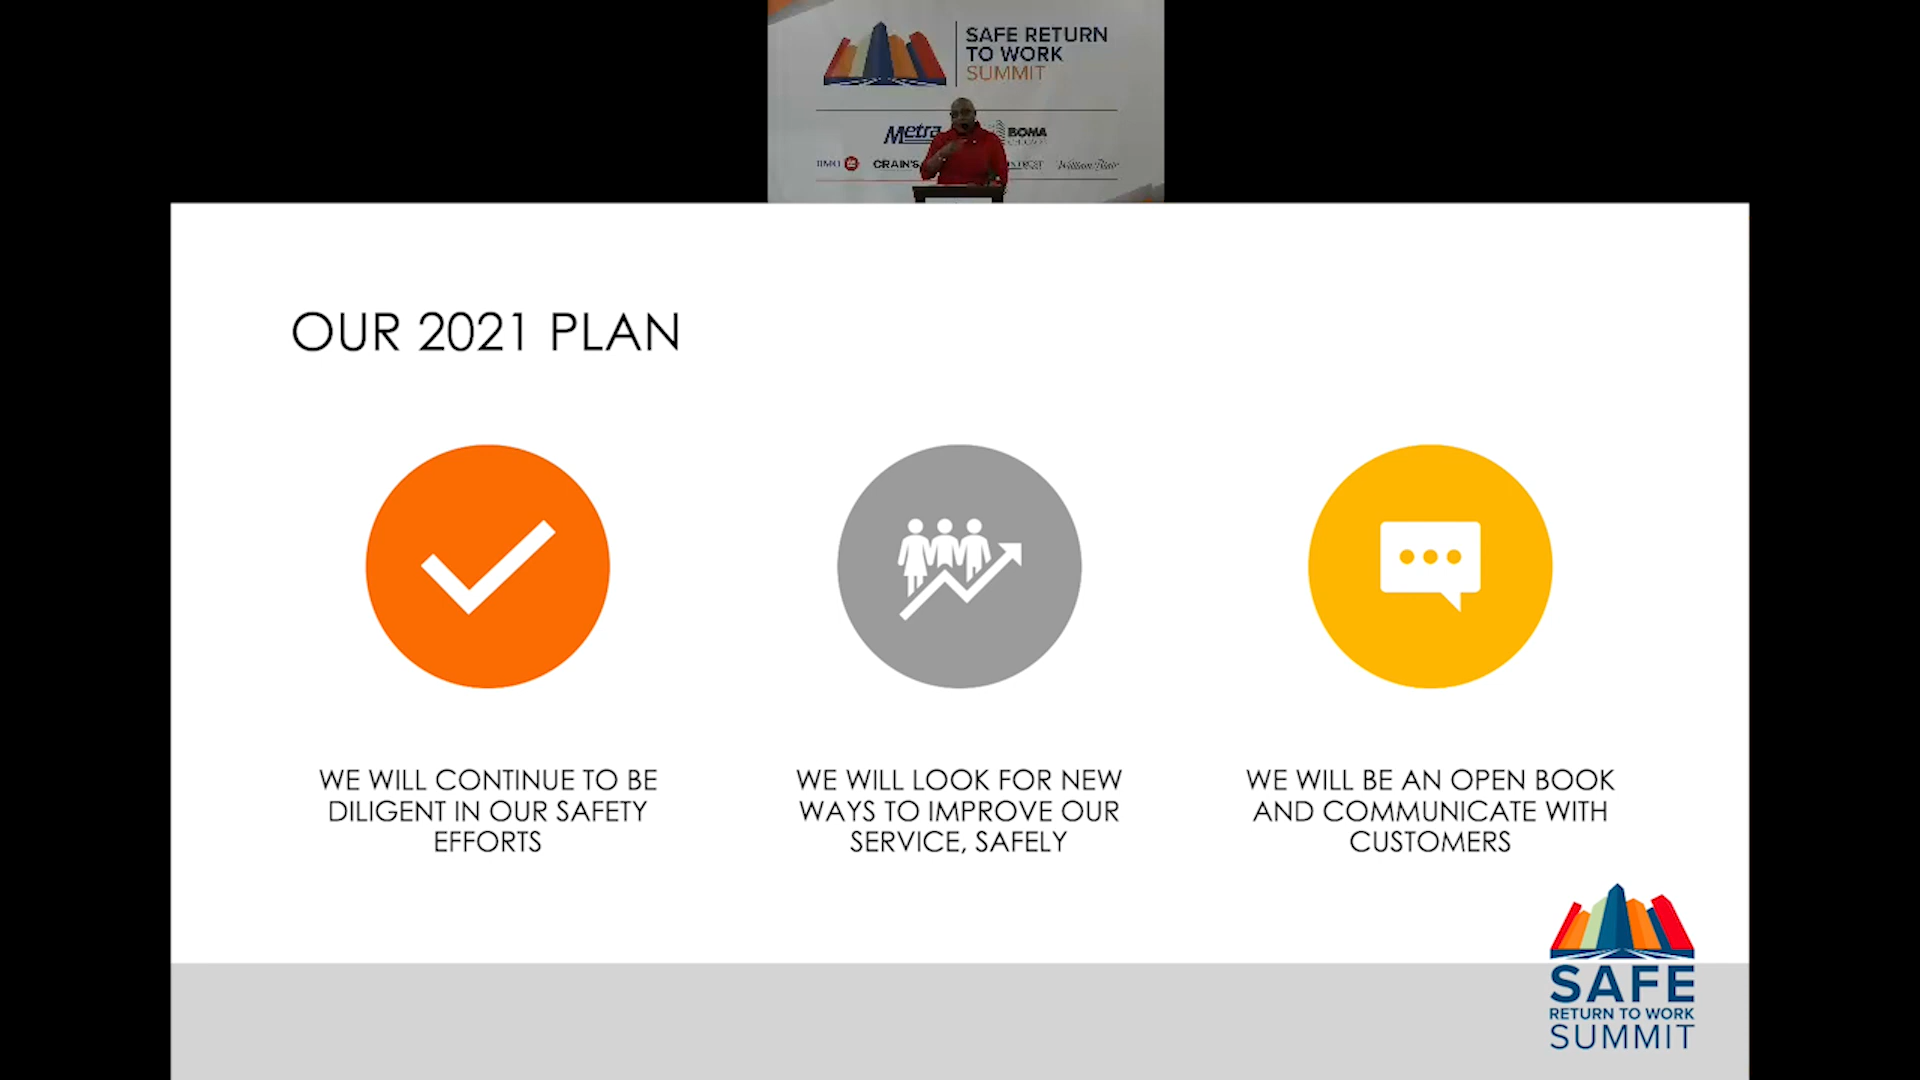 SAFE RETURN
TO WORK
SUMMIT
Metra
BOMA
CRAIN'S
William Blair
OUR 2021 PLAN
WE WILL CONTINUE TO BE
DILIGENT IN OUR SAFETY
EFFORTS
WE WILL LOOK FOR NEW
WAYS TO IMPROVE OUR
SERVICE, SAFELY
WE WILL BE AN OPEN BOOK
AND COMMUNICATE WITH
CUSTOMERS
SAFE
RETURN TO WORK
SUMMIT